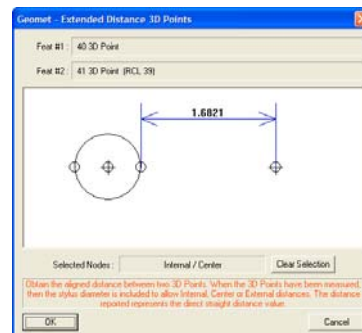 Geomet - Extended Distance 3D Points
Feat #1 : 40 3D Point
Feat #2 : 41 3D Point (RCL 39)
1.6821
Selected Nodes : Internal / Center Clear Selection
Obtain the aligned distance between two 3D Points. When the 3D Points have been measured,
then the stylus diameter is included to allow Internal, Center or External distances. The distance
reported represents the direct straight distance value.
OK Cancel